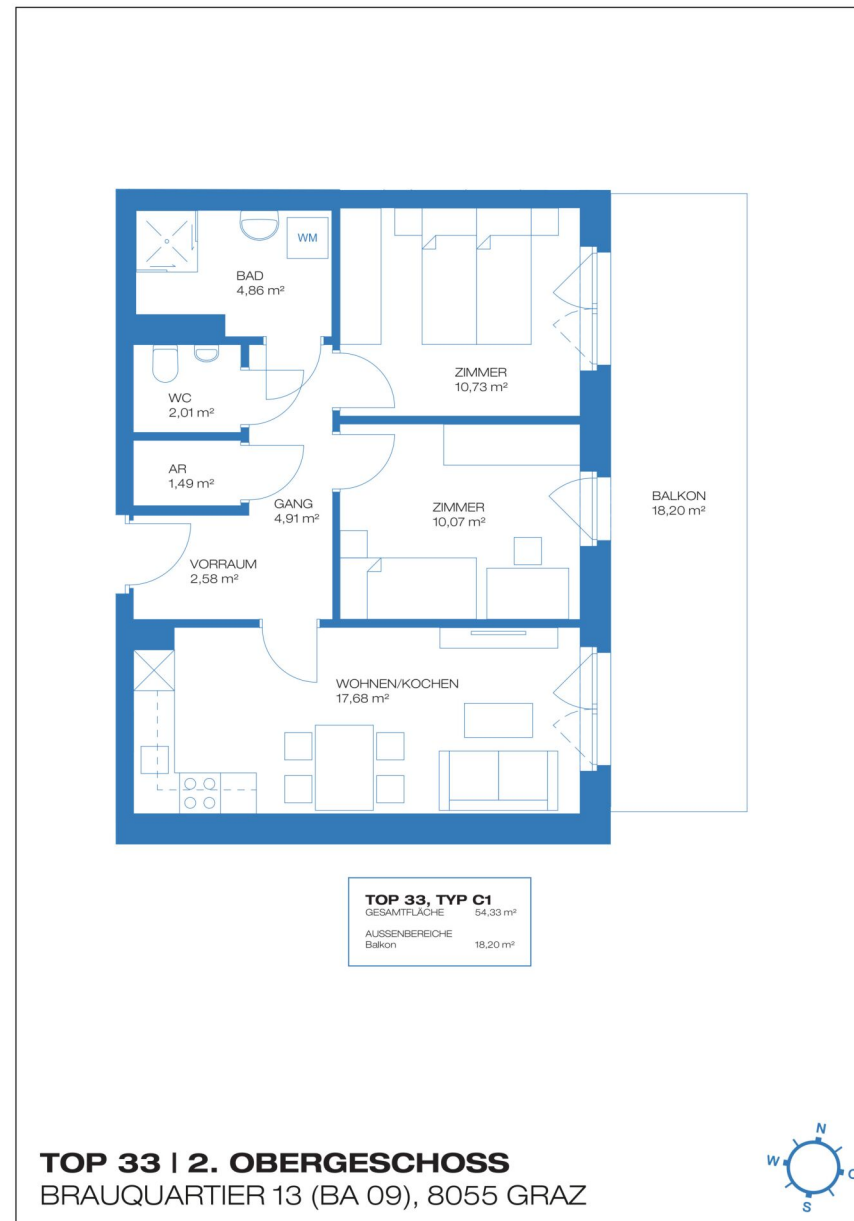 WM
BAD
4,86 m²
ZIMMER
10,73 m²
WC
2,01 m²
AR
1,49 m²
GANG
4,91 m²
ZIMMER
10,07 m²
BALKON
18,20 m²
VORRAUM
2,58 m²
WOHNEN/KOCHEN
17,68 m²
TOP 33, TYP C1
GESAMTFLÄCHE 54,33 m²
AUSSENBEREICHE
Balkon 18,20 m²
TOP 33 | 2. OBERGESCHOSS
BRAUQUARTIER 13 (BA 09), 8055 GRAZ
N
W
O
S